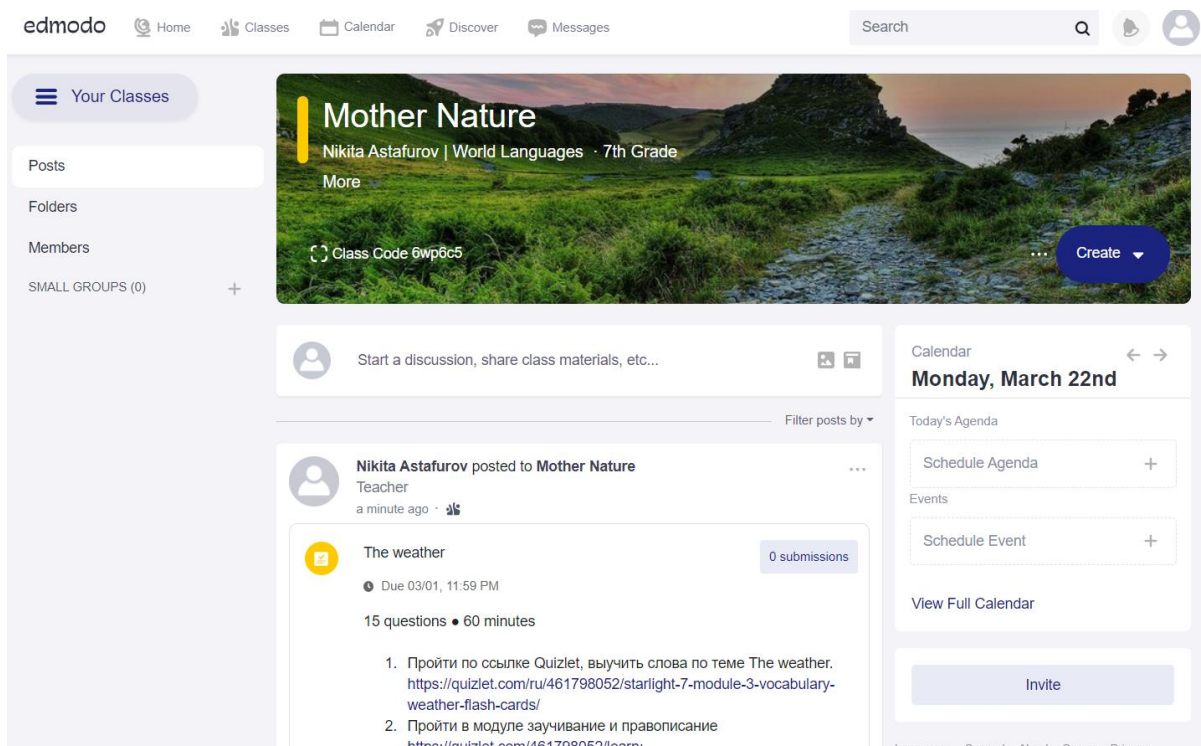 edmodo
Home
Classes
Calendar
Discover
Messages
Search
Your Classes
Posts
Folders
Members
SMALL GROUPS (0)
Mother Nature
Nikita Astafurov | World Languages · 7th Grade
More
Class Code 6wp6c5
Create
Start a discussion, share class materials, etc...
Filter posts by
Nikita Astafurov posted to Mother Nature
Teacher
a minute ago ·
The weather
0 submissions
Due 03/01, 11:59 PM
15 questions ● 60 minutes
1. Пройти по ссылке Quizlet, выучить слова по теме The weather.
https://quizlet.com/ru/461798052/starlight-7-module-3-vocabulary-
weather-flash-cards/
2. Пройти в модуле заучивание и правописание
https://quizlet.com/461798052/learn;
Calendar
Monday, March 22nd
Today's Agenda
Schedule Agenda
Events
Schedule Event
View Full Calendar
Invite